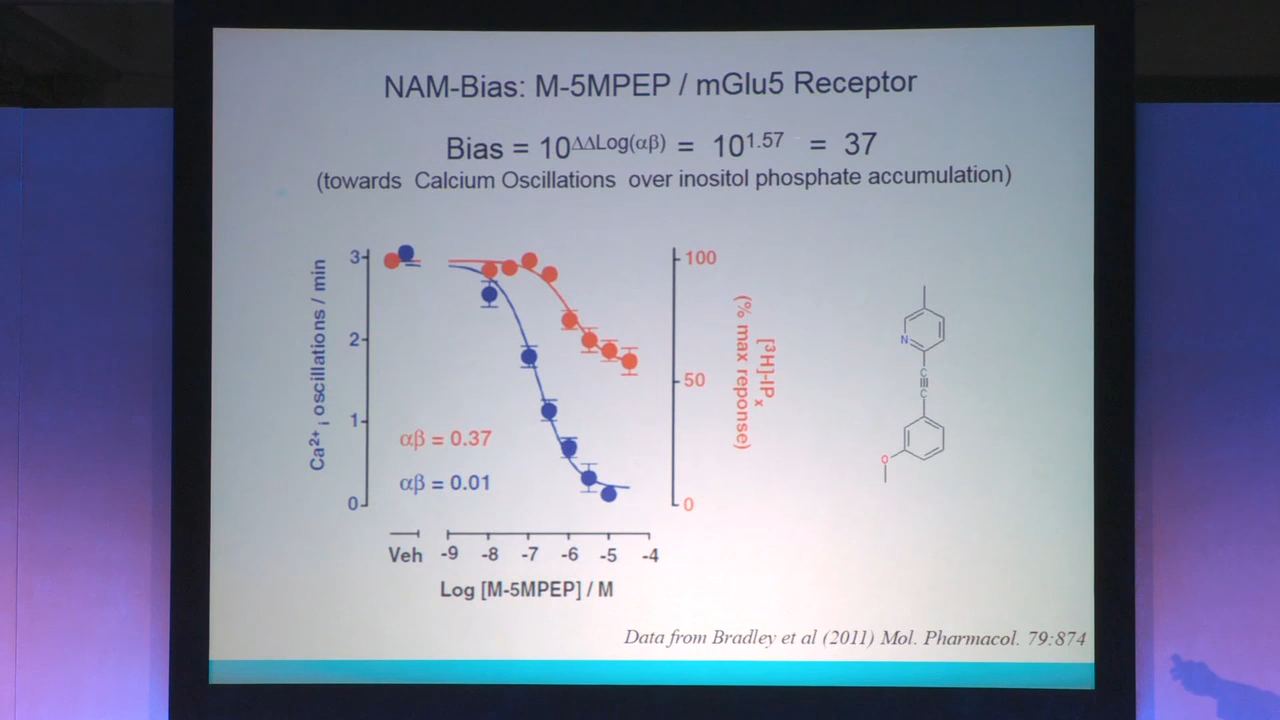 NAM-Bias: M-5MPEP / mGlu5 Receptor
Bias = 10^ΔΔLog(αβ) = 10^1.57 = 37
(towards Calcium Oscillations over inositol phosphate accumulation)
Ca²⁺ᵢ oscillations / min
3
2
1
0
αβ = 0.37
αβ = 0.01
100
50
0
[³H]-IPₓ
(% max reponse)
Veh -9 -8 -7 -6 -5 -4
Log [M-5MPEP] / M
N
C
C
O
Data from Bradley et al (2011) Mol. Pharmacol. 79:874